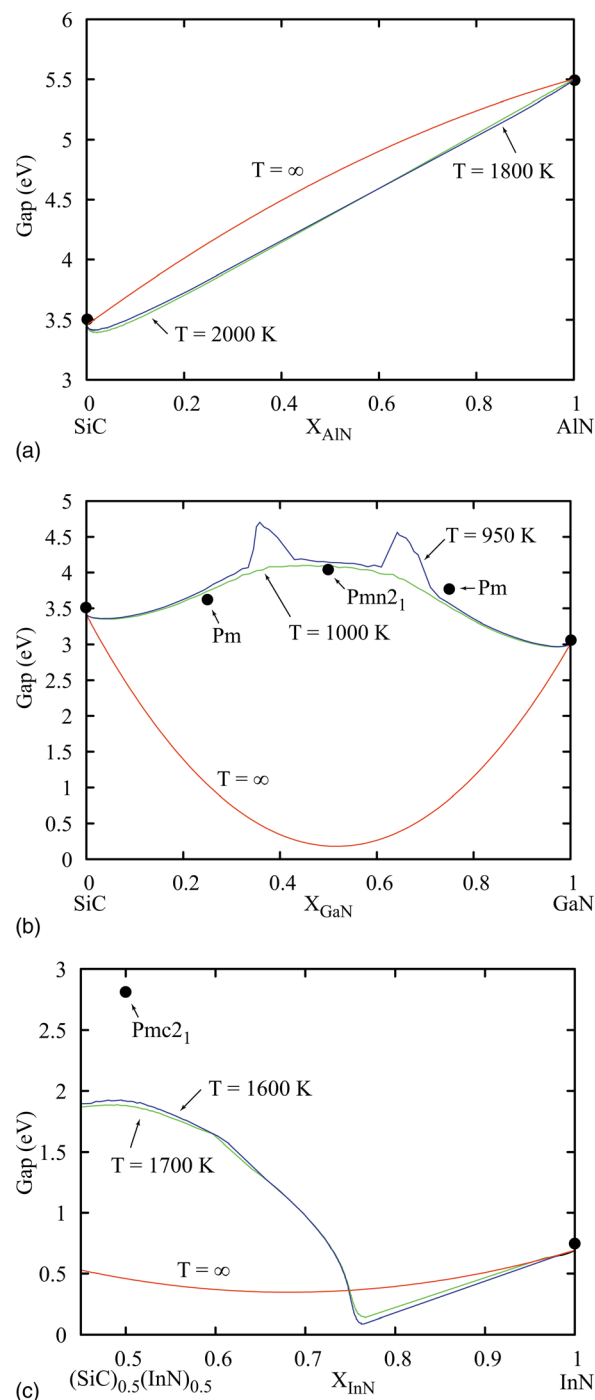 6
5.5
5
4.5
4
3.5
3
Gap (eV)
T = ∞
T = 1800 K
T = 2000 K
0 0.2 0.4 0.6 0.8 1
SiC X_AlN AlN
(a)
5
4.5
4
3.5
3
2.5
2
1.5
1
0.5
0
Gap (eV)
T = 950 K
Pmn2₁
Pm
Pm
T = 1000 K
T = ∞
0 0.2 0.4 0.6 0.8 1
SiC X_GaN GaN
(b)
3
2.5
2
1.5
1
0.5
0
Gap (eV)
Pmc2₁
T = 1600 K
T = 1700 K
T = ∞
0.5 0.6 0.7 0.8 0.9 1
(SiC)₀.₅(InN)₀.₅ X_InN InN
(c)